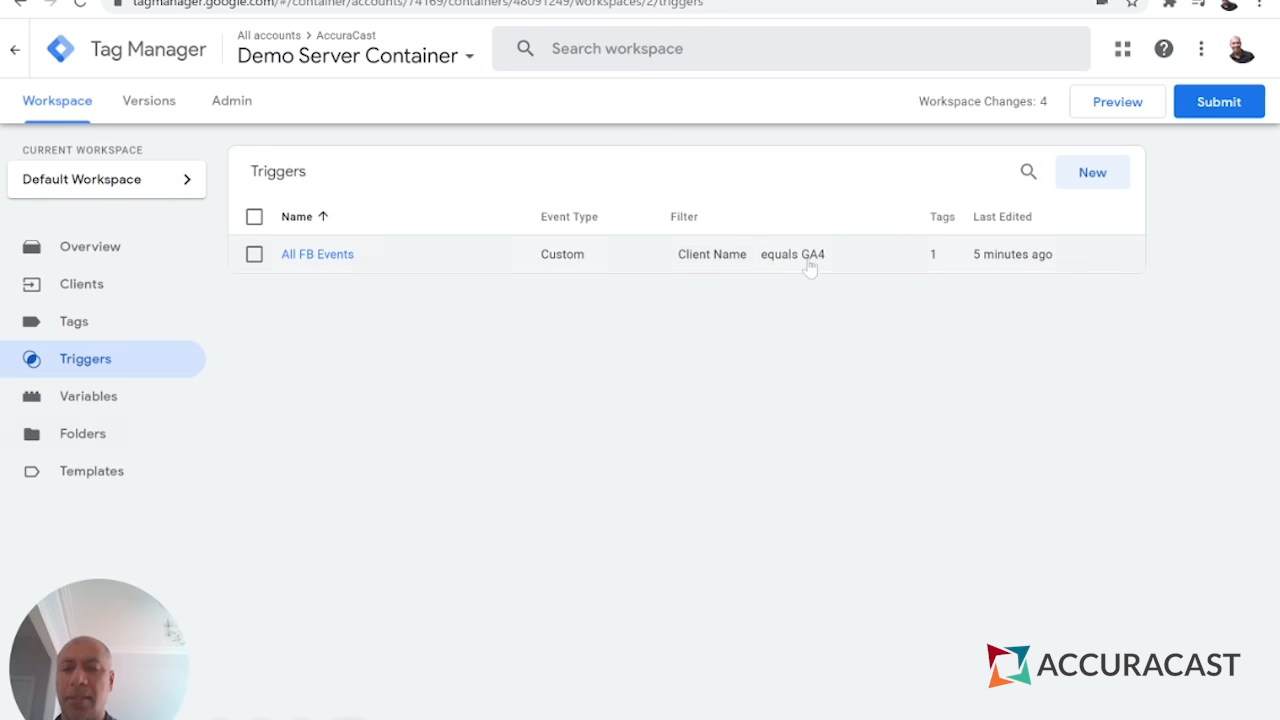 tagmanager.google.com/#/container/accounts/74169/containers/48091249/workspaces/2/triggers
Tag Manager
All accounts > AccuraCast
Demo Server Container
Search workspace
Workspace
Versions
Admin
Workspace Changes: 4
Preview
Submit
CURRENT WORKSPACE
Default Workspace
Overview
Clients
Tags
Triggers
Variables
Folders
Templates
Triggers
New
Name Event Type Filter Tags Last Edited
All FB Events Custom Client Name equals GA4 1 5 minutes ago
ACCURACAST